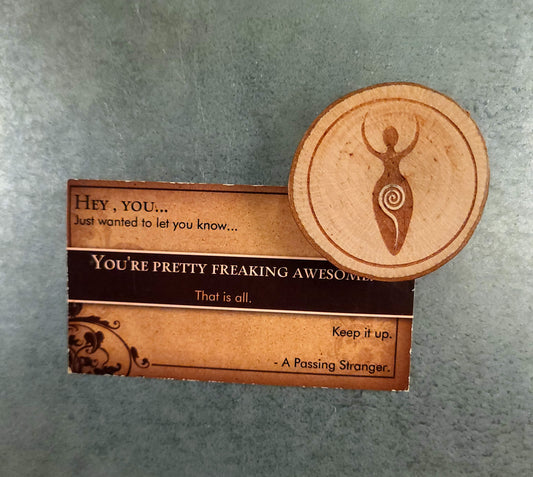 HEY , YOU...
Just wanted to let you know...
YOU'RE PRETTY FREAKING AWESOME.
That is all.
Keep it up.
- A Passing Stranger.